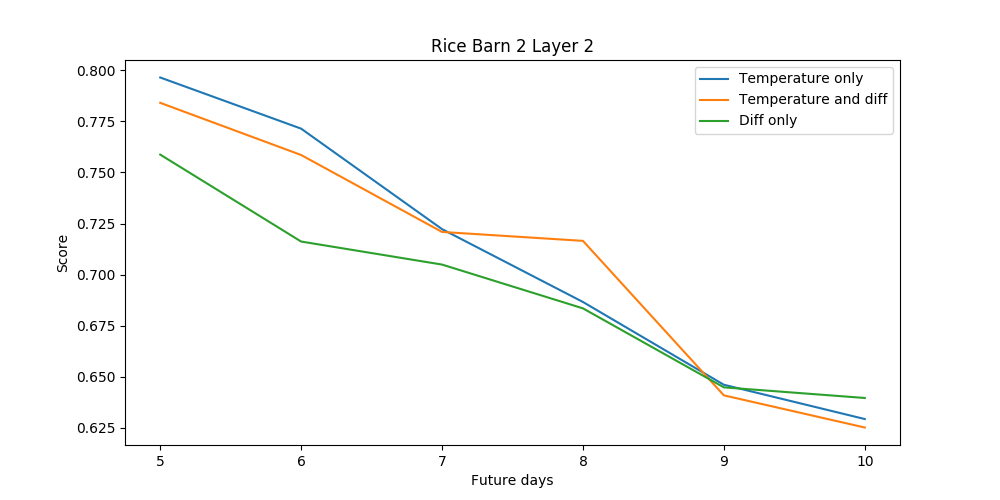 Rice Barn 2 Layer 2
Temperature only
Temperature and diff
Diff only
Score
0.800
0.775
0.750
0.725
0.700
0.675
0.650
0.625
5 6 7 8 9 10
Future days